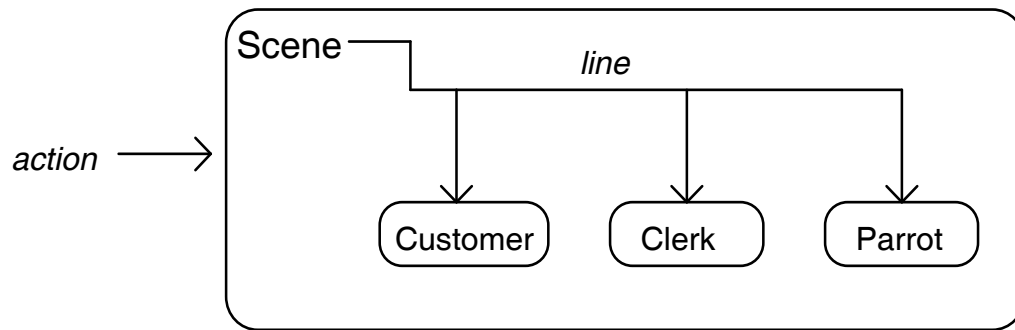 Scene
line
action
Customer
Clerk
Parrot